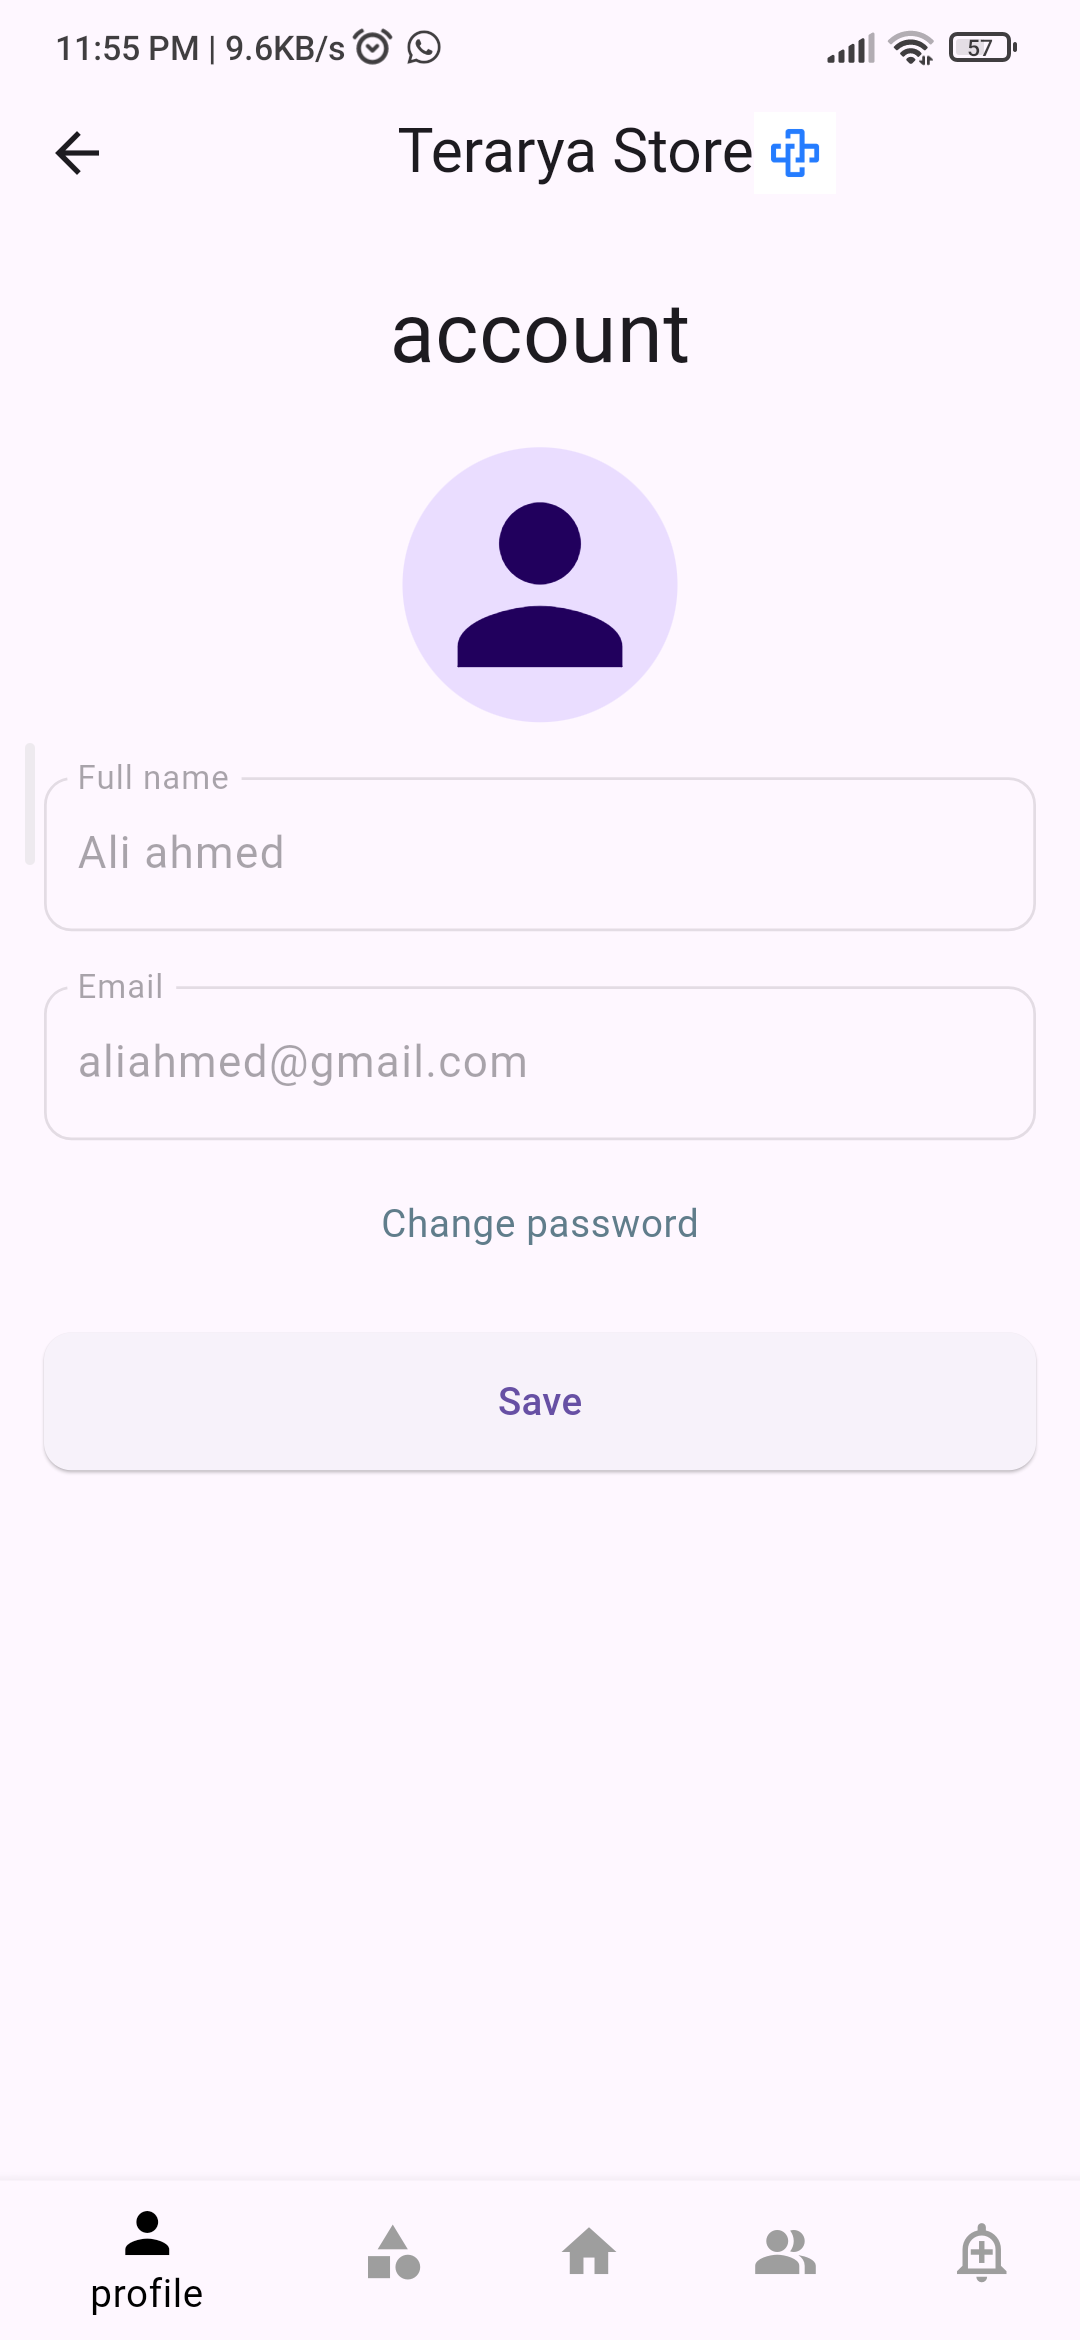 11:55 PM | 9.6KB/s 57
Terarya Store
account
Full name
Ali ahmed
Email
aliahmed@gmail.com
Change password
Save
profile